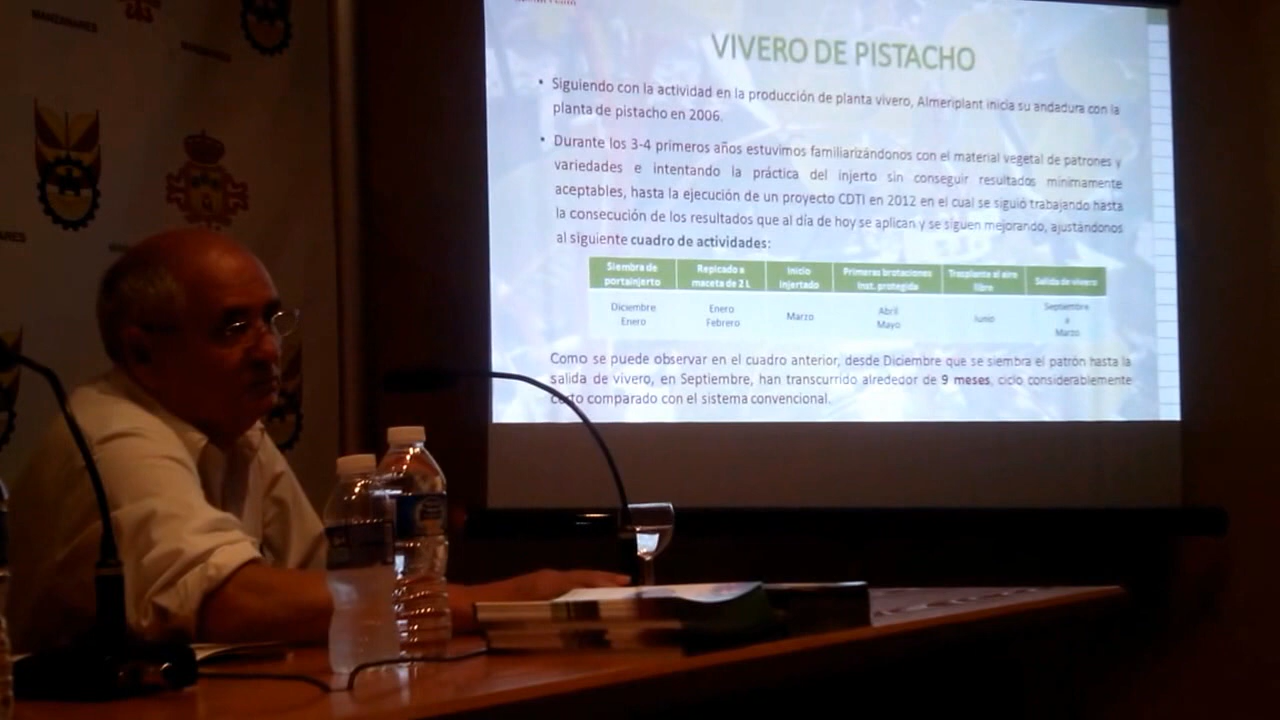 MANZANARES
MANZANARES
VIVERO DE PISTACHO
• Siguiendo con la actividad en la producción de planta vivero, Almeriplant inicia su andadura con la
planta de pistacho en 2006.
• Durante los 3-4 primeros años estuvimos familiarizándonos con el material vegetal de patrones y
variedades e intentando la práctica del injerto sin conseguir resultados mínimamente
aceptables, hasta la ejecución de un proyecto CDTI en 2012 en el cual se siguió trabajando hasta
la consecución de los resultados que al día de hoy se aplican y se siguen mejorando, ajustándonos
al siguiente cuadro de actividades:
Siembra de portainjerto
Repicado a maceta de 2 L
Inicio injertado
Primeras brotaciones Inst. protegida
Trasplante al aire libre
Salida de vivero
Diciembre Enero
Enero Febrero
Marzo
Abril Mayo
Junio
Septiembre a Marzo
Como se puede observar en el cuadro anterior, desde Diciembre que se siembra el patrón hasta la
salida de vivero, en Septiembre, han transcurrido alrededor de 9 meses, ciclo considerablemente
corto comparado con el sistema convencional.